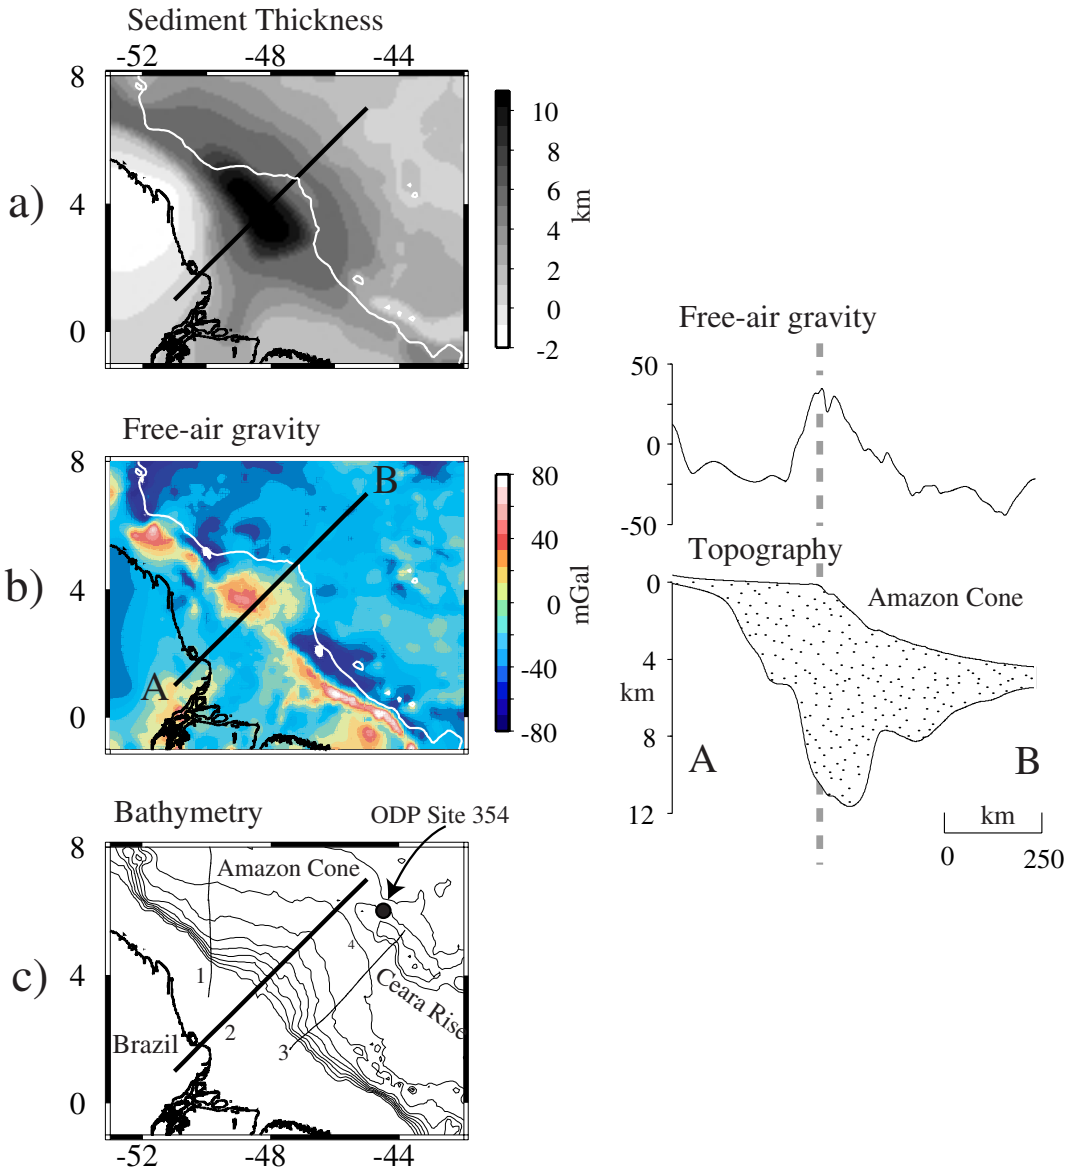 Sediment Thickness
-52 -48 -44
8
4
0
a)
10
8
6
4
2
0
-2
km
Free-air gravity
8
4
0
b)
A
B
80
40
0
-40
-80
mGal
Bathymetry
ODP Site 354
8
4
0
c)
Amazon Cone
Ceara Rise
Brazil
1
2
3
4
-52 -48 -44
Free-air gravity
50
0
-50
Topography
0
4
km
8
12
Amazon Cone
A B
km
0 250